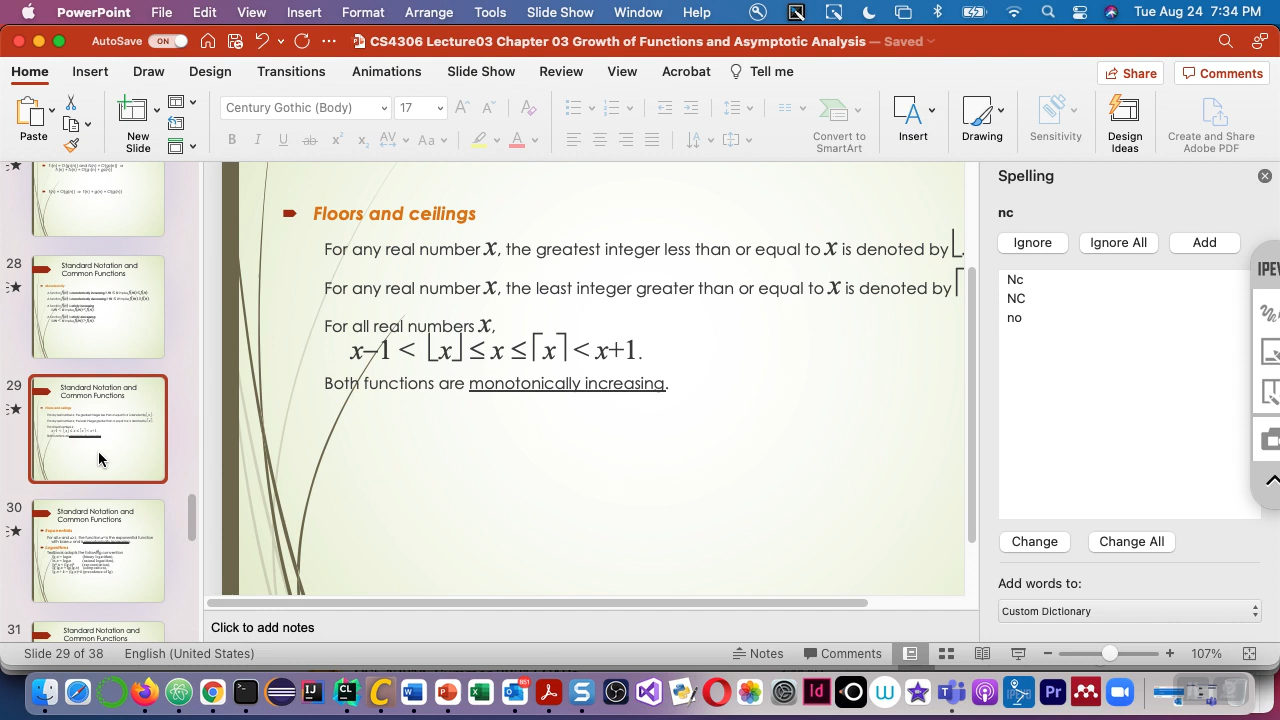 PowerPoint File Edit View Insert Format Arrange Tools Slide Show Window Help Tue Aug 24 7:34 PM
AutoSave ON CS4306 Lecture03 Chapter 03 Growth of Functions and Asymptotic Analysis — Saved
Home Insert Draw Design Transitions Animations Slide Show Review View Acrobat Tell me Share Comments
Century Gothic (Body) 17
Paste New Slide Convert to SmartArt Insert Drawing Sensitivity Design Ideas Create and Share Adobe PDF
28
Standard Notation and
Common Functions
29
Standard Notation and
Common Functions
Floors and ceilings
30
Standard Notation and
Common Functions
Exponentials
Logarithms
31
Standard Notation and
Common Functions
Floors and ceilings
For any real number x, the greatest integer less than or equal to x is denoted by ⌊
For any real number x, the least integer greater than or equal to x is denoted by ⌈
For all real numbers x,
x–1 < ⌊x⌋ ≤ x ≤ ⌈x⌉ < x+1.
Both functions are monotonically increasing.
Click to add notes
Spelling
nc
Ignore Ignore All Add
Nc
NC
no
Change Change All
Add words to:
Custom Dictionary
IPEV
Slide 29 of 38 English (United States) Notes Comments 107%